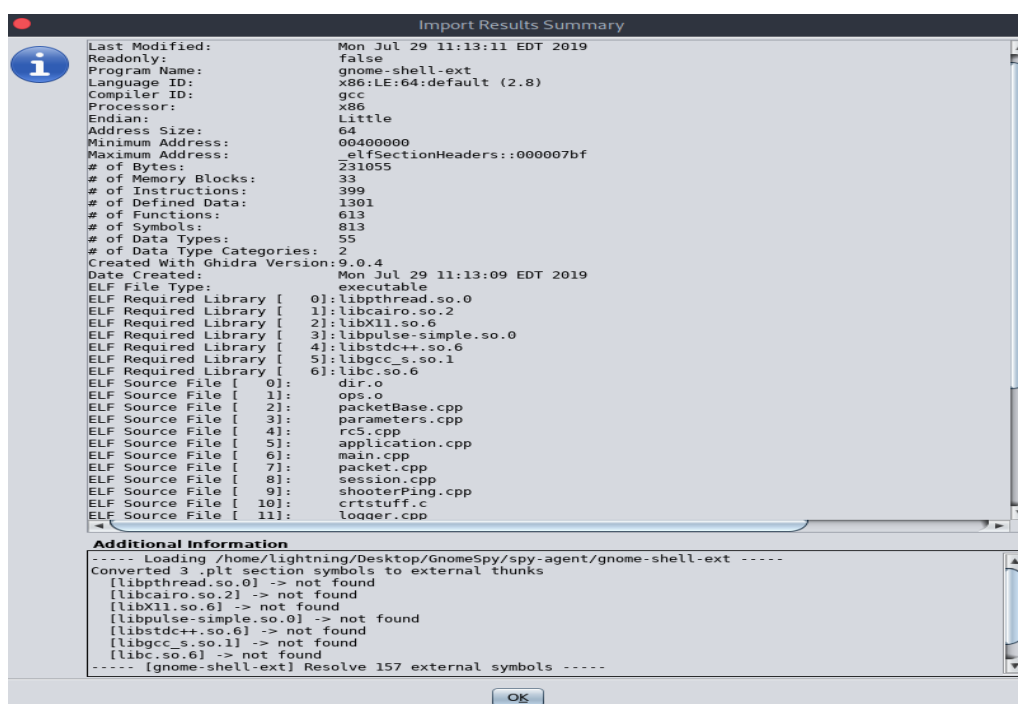 Import Results Summary
Last Modified: Mon Jul 29 11:13:11 EDT 2019
Readonly: false
Program Name: gnome-shell-ext
Language ID: x86:LE:64:default (2.8)
Compiler ID: gcc
Processor: x86
Endian: Little
Address Size: 64
Minimum Address: 00400000
Maximum Address: _elfSectionHeaders::000007bf
# of Bytes: 231055
# of Memory Blocks: 33
# of Instructions: 399
# of Defined Data: 1301
# of Functions: 613
# of Symbols: 813
# of Data Types: 55
# of Data Type Categories: 2
Created With Ghidra Version:9.0.4
Date Created: Mon Jul 29 11:13:09 EDT 2019
ELF File Type: executable
ELF Required Library [ 0]:libpthread.so.0
ELF Required Library [ 1]:libcairo.so.2
ELF Required Library [ 2]:libX11.so.6
ELF Required Library [ 3]:libpulse-simple.so.0
ELF Required Library [ 4]:libstdc++.so.6
ELF Required Library [ 5]:libgcc_s.so.1
ELF Required Library [ 6]:libc.so.6
ELF Source File [ 0]: dir.o
ELF Source File [ 1]: ops.o
ELF Source File [ 2]: packetBase.cpp
ELF Source File [ 3]: parameters.cpp
ELF Source File [ 4]: rc5.cpp
ELF Source File [ 5]: application.cpp
ELF Source File [ 6]: main.cpp
ELF Source File [ 7]: packet.cpp
ELF Source File [ 8]: session.cpp
ELF Source File [ 9]: shooterPing.cpp
ELF Source File [ 10]: crtstuff.c
ELF Source File [ 11]: logger.cpp
Additional Information
----- Loading /home/lightning/Desktop/GnomeSpy/spy-agent/gnome-shell-ext -----
Converted 3 .plt section symbols to external thunks
[libpthread.so.0] -> not found
[libcairo.so.2] -> not found
[libX11.so.6] -> not found
[libpulse-simple.so.0] -> not found
[libstdc++.so.6] -> not found
[libgcc_s.so.1] -> not found
[libc.so.6] -> not found
----- [gnome-shell-ext] Resolve 157 external symbols -----
OK